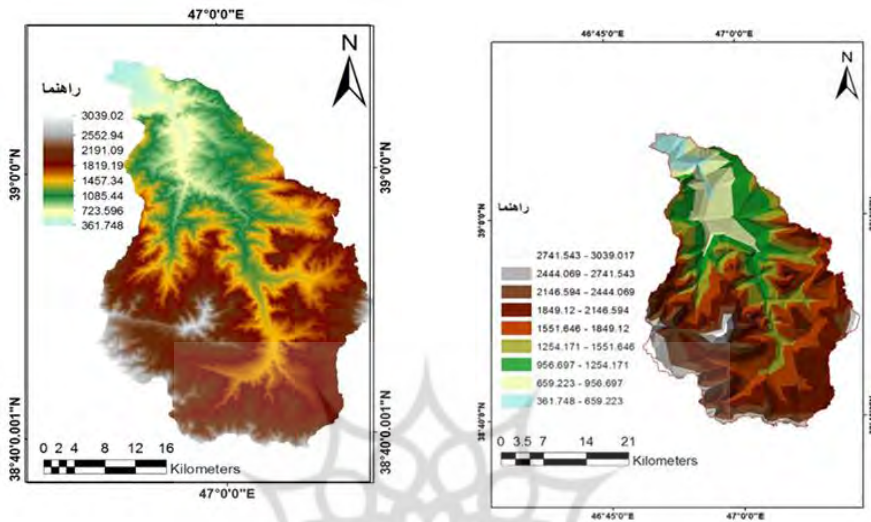 47°0'0"E
N
راهنما
3039.02
2552.94
2191.09
1819.19
1457.34
1085.44
723.596
361.748
39°0'0"N
39°0'0"N
38°40'0.001"N
38°40'0.001"N
0 2 4 8 12 16
Kilometers
47°0'0"E
46°45'0"E 47°0'0"E
N
راهنما
2741.543 - 3039.017
2444.069 - 2741.543
2146.594 - 2444.069
1849.12 - 2146.594
1551.646 - 1849.12
1254.171 - 1551.646
956.697 - 1254.171
659.223 - 956.697
361.748 - 659.223
39°0'0"N
0 3.5 7 14 21
Kilometers
46°45'0"E 47°0'0"E